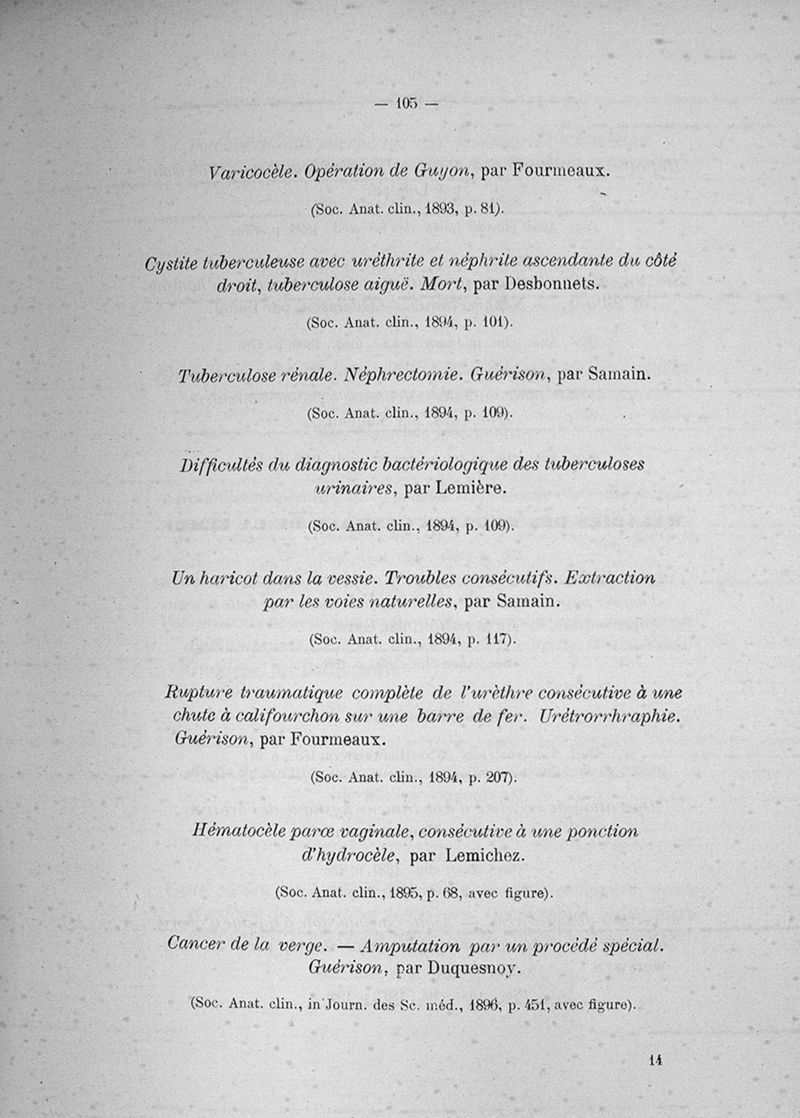 — 105 —
Varicocèle. Opération de Guyon, par Fourmeaux.
(Soc. Anat. clin., 1893, p. 81).
Cystite tuberculeuse avec uréthrite et néphrite ascendante du côté
droit, tuberculose aiguë. Mort, par Desbonnets.
(Soc. Anat. clin., 1894, p. 101).
Tuberculose rénale. Néphrectomie. Guérison, par Samain.
(Soc. Anat. clin., 1894, p. 109).
Difficultés du diagnostic bactériologique des tuberculoses
urinaires, par Lemière.
(Soc. Anat. clin., 1894, p. 109).
Un haricot dans la vessie. Troubles consécutifs. Extraction
par les voies naturelles, par Samain.
(Soc. Anat. clin., 1894, p. 117).
Rupture traumatique complète de l'urèthre consécutive à une
chute à califourchon sur une barre de fer. Urétrorrhraphie.
Guérison, par Fourmeaux.
(Soc. Anat. clin., 1894, p. 207).
Hématocèle parœ vaginale, consécutive à une ponction
d'hydrocèle, par Lemichez.
(Soc. Anat. clin., 1895, p. 68, avec figure).
Cancer de la verge. — Amputation par un procédé spécial.
Guérison, par Duquesnoy.
(Soc. Anat. clin., in Journ. des Sc. méd., 1896, p. 451, avec figure).
14